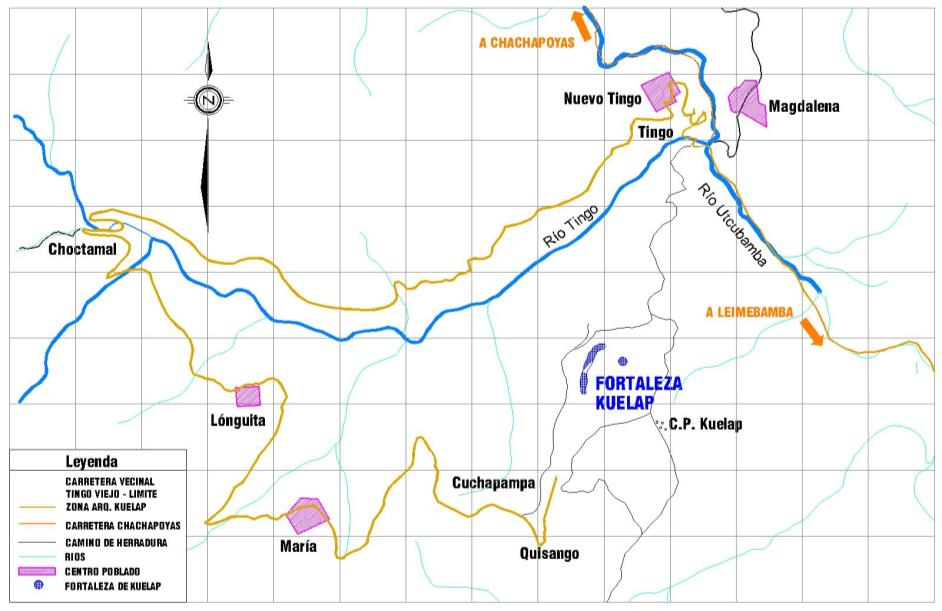 A CHACHAPOYAS
Nuevo Tingo
Magdalena
Tingo
N
Río Tingo
Río Utcubamba
Choctamal
A LEIMEBAMBA
FORTALEZA
KUELAP
Lónguita
C.P. Kuelap
Cuchapampa
María
Quisango
Leyenda
CARRETERA VECINAL
TINGO VIEJO - LIMITE
ZONA ARQ. KUELAP
CARRETERA CHACHAPOYAS
CAMINO DE HERRADURA
RIOS
CENTRO POBLADO
FORTALEZA DE KUELAP